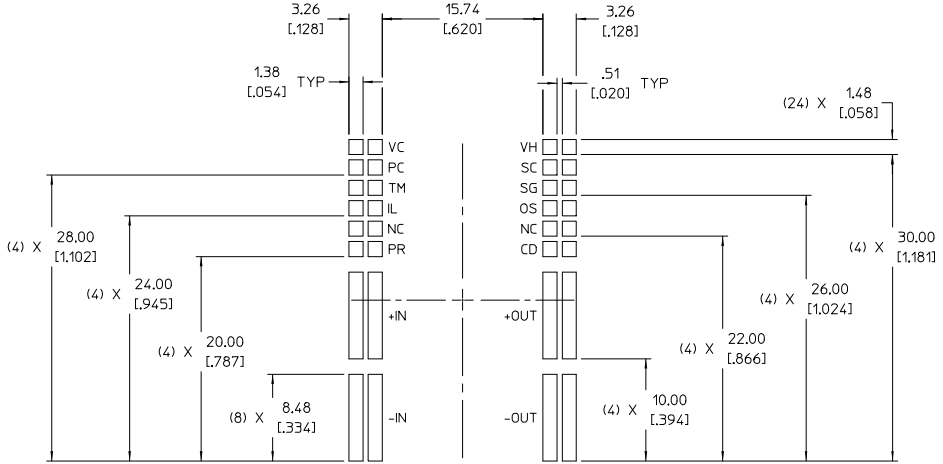 3.26
[.128]
15.74
[.620]
3.26
[.128]
1.38
[.054]
TYP
.51
[.020]
TYP
(24) X
1.48
[.058]
VC
VH
PC
SC
TM
SG
IL
OS
NC
NC
PR
CD
(4) X
28.00
[1.102]
(4) X
30.00
[1.181]
(4) X
24.00
[.945]
(4) X
26.00
[1.024]
+IN
+OUT
(4) X
20.00
[.787]
(4) X
22.00
[.866]
(8) X
8.48
[.334]
-IN
-OUT
(4) X
10.00
[.394]